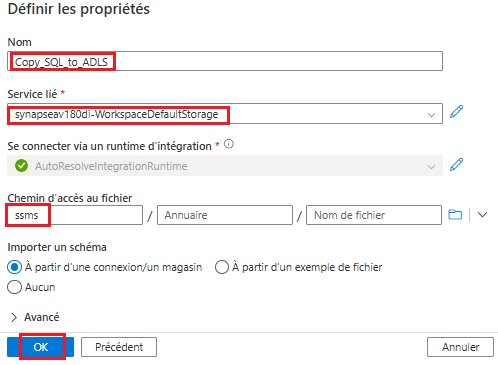 Définir les propriétés
Nom
Copy_SQL_to_ADLS
Service lié *
synapseav180di-WorkspaceDefaultStorage
Se connecter via un runtime d'intégration *
AutoResolveIntegrationRuntime
Chemin d'accès au fichier
ssms / Annuaire / Nom de fichier
Importer un schéma
À partir d'une connexion/un magasin À partir d'un exemple de fichier
Aucun
Avancé
OK Précédent Annuler